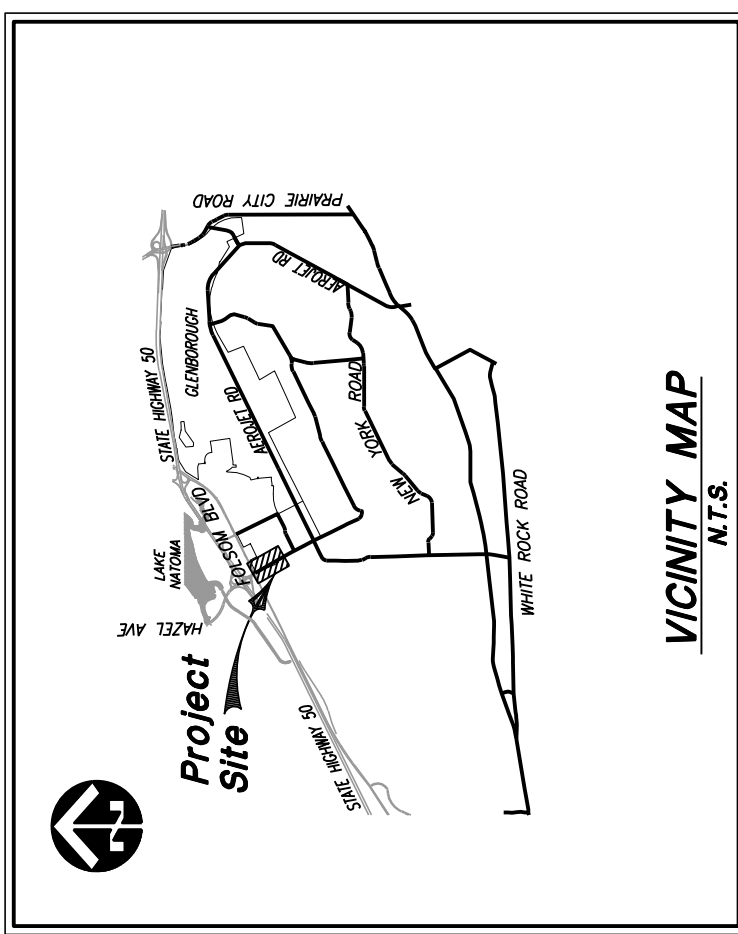 PRAIRIE CITY ROAD
STATE HIGHWAY 50
GLENBOROUGH
AEROJET RD
AEROJET RD
LAKE
NATOMA
FOLSOM BLVD
HAZEL AVE
NEW YORK ROAD
Project
Site
STATE HIGHWAY 50
WHITE ROCK ROAD
VICINITY MAP
N.T.S.